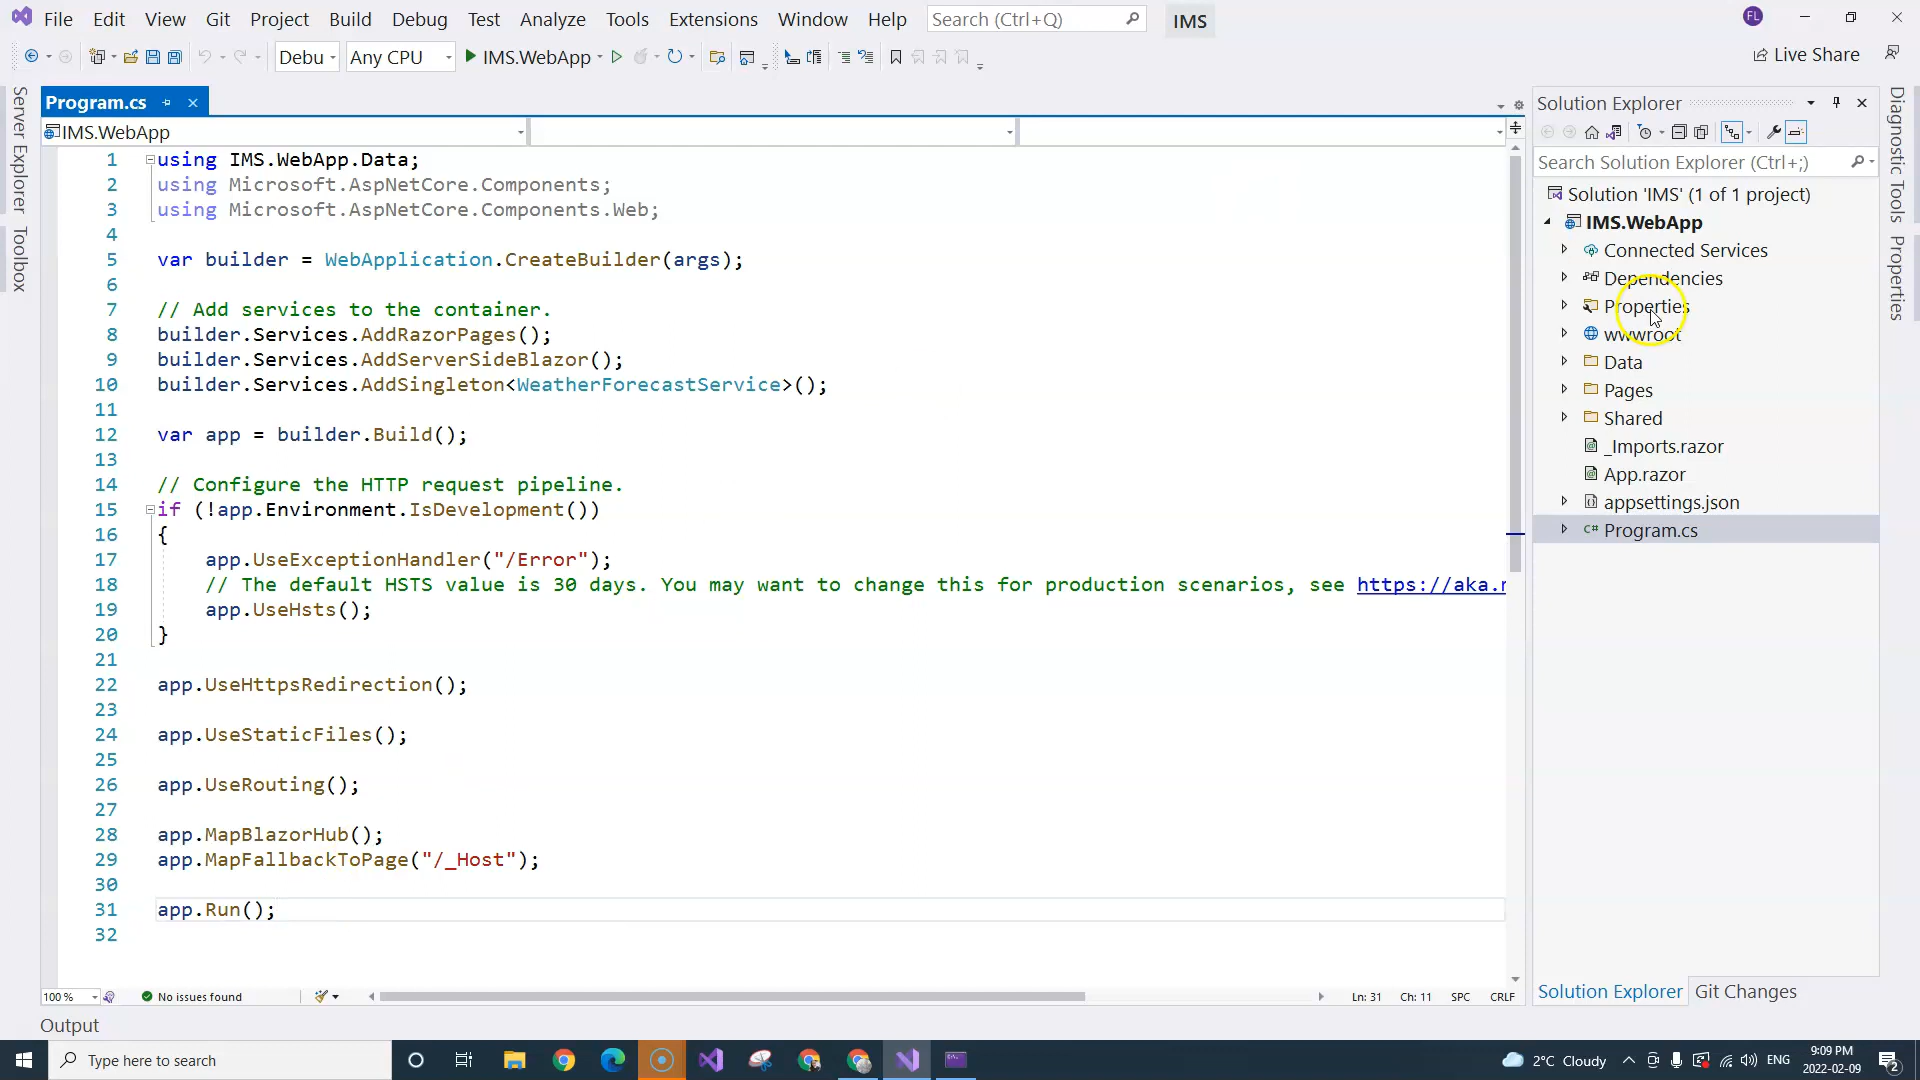 File Edit View Git Project Build Debug Test Analyze Tools Extensions Window Help Search (Ctrl+Q) IMS FL
Debu Any CPU IMS.WebApp Live Share
Program.cs
IMS.WebApp
1 using IMS.WebApp.Data;
2 using Microsoft.AspNetCore.Components;
3 using Microsoft.AspNetCore.Components.Web;
4
5 var builder = WebApplication.CreateBuilder(args);
6
7 // Add services to the container.
8 builder.Services.AddRazorPages();
9 builder.Services.AddServerSideBlazor();
10 builder.Services.AddSingleton<WeatherForecastService>();
11
12 var app = builder.Build();
13
14 // Configure the HTTP request pipeline.
15 if (!app.Environment.IsDevelopment())
16 {
17 app.UseExceptionHandler("/Error");
18 // The default HSTS value is 30 days. You may want to change this for production scenarios, see https://aka.
19 app.UseHsts();
20 }
21
22 app.UseHttpsRedirection();
23
24 app.UseStaticFiles();
25
26 app.UseRouting();
27
28 app.MapBlazorHub();
29 app.MapFallbackToPage("/_Host");
30
31 app.Run();
32
100 % No issues found Ln: 31 Ch: 11 SPC CRLF
Output
Server Explorer
Toolbox
Solution Explorer
Search Solution Explorer (Ctrl+;)
Solution 'IMS' (1 of 1 project)
IMS.WebApp
Connected Services
Dependencies
Properties
wwwroot
Data
Pages
Shared
_Imports.razor
App.razor
appsettings.json
C# Program.cs
Solution Explorer Git Changes
Diagnostic Tools
Properties
Type here to search
2°C Cloudy ENG 9:09 PM
2022-02-09
2